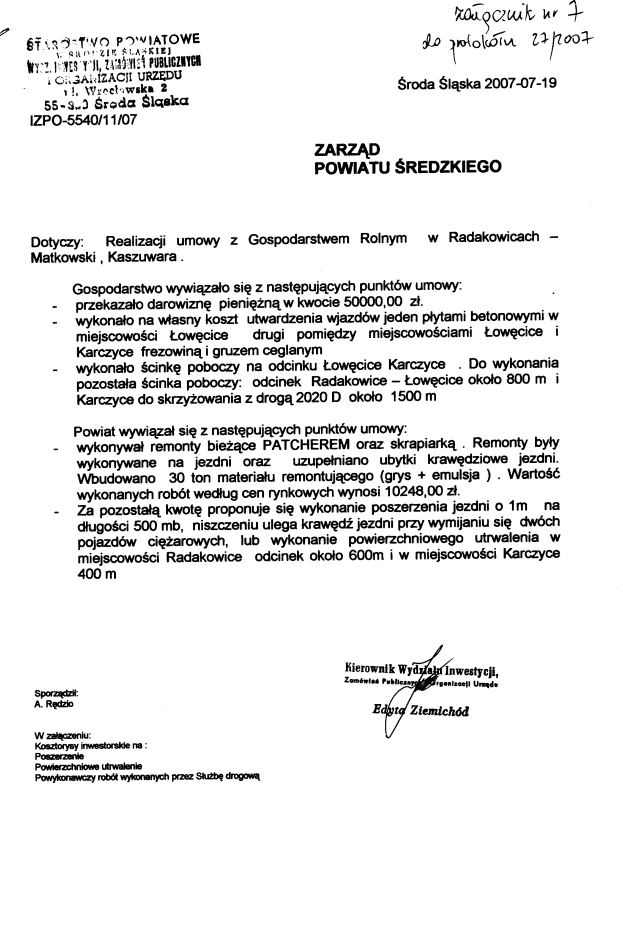 załącznik nr 7
do protokołu 27/2007
STAROSTWO POWIATOWE
W ŚRODZIE ŚLĄSKIEJ
WYDZ. INWESTYCJI, ZAMÓWIEŃ PUBLICZNYCH
I ORGANIZACJI URZĘDU
ul. Wrocławska 2
55-300 Środa Śląska
IZPO-5540/11/07
Środa Śląska 2007-07-19
ZARZĄD
POWIATU ŚREDZKIEGO
Dotyczy: Realizacji umowy z Gospodarstwem Rolnym w Radakowicach –
Matkowski , Kaszuwara .
Gospodarstwo wywiązało się z następujących punktów umowy:
- przekazało darowiznę pieniężną w kwocie 50000,00 zł.
- wykonało na własny koszt utwardzenia wjazdów jeden płytami betonowymi w
miejscowości Łowęcice drugi pomiędzy miejscowościami Łowęcice i
Karczyce frezowiną i gruzem ceglanym
- wykonało ścinkę poboczy na odcinku Łowęcice Karczyce . Do wykonania
pozostała ścinka poboczy: odcinek Radakowice – Łowęcice około 800 m i
Karczyce do skrzyżowania z drogą 2020 D około 1500 m
Powiat wywiązał się z następujących punktów umowy:
- wykonywał remonty bieżące PATCHEREM oraz skrapiarką . Remonty były
wykonywane na jezdni oraz uzupełniano ubytki krawędziowe jezdni.
Wbudowano 30 ton materiału remontującego (grys + emulsja ) . Wartość
wykonanych robót według cen rynkowych wynosi 10248,00 zł.
- Za pozostałą kwotę proponuje się wykonanie poszerzenia jezdni o 1m na
długości 500 mb, niszczeniu ulega krawędź jezdni przy wymijaniu się dwóch
pojazdów ciężarowych, lub wykonanie powierzchniowego utrwalenia w
miejscowości Radakowice odcinek około 600m i w miejscowości Karczyce
400 m
Kierownik Wydziału Inwestycji,
Zamówień Publicznych i Organizacji Urzędu
Edyta Ziemichód
Sporządził:
A. Rędzio
W załączeniu:
Kosztorysy inwestorskie na :
Poszerzenie
Powierzchniowe utrwalenie
Powykonawczy robót wykonanych przez Służbę drogową